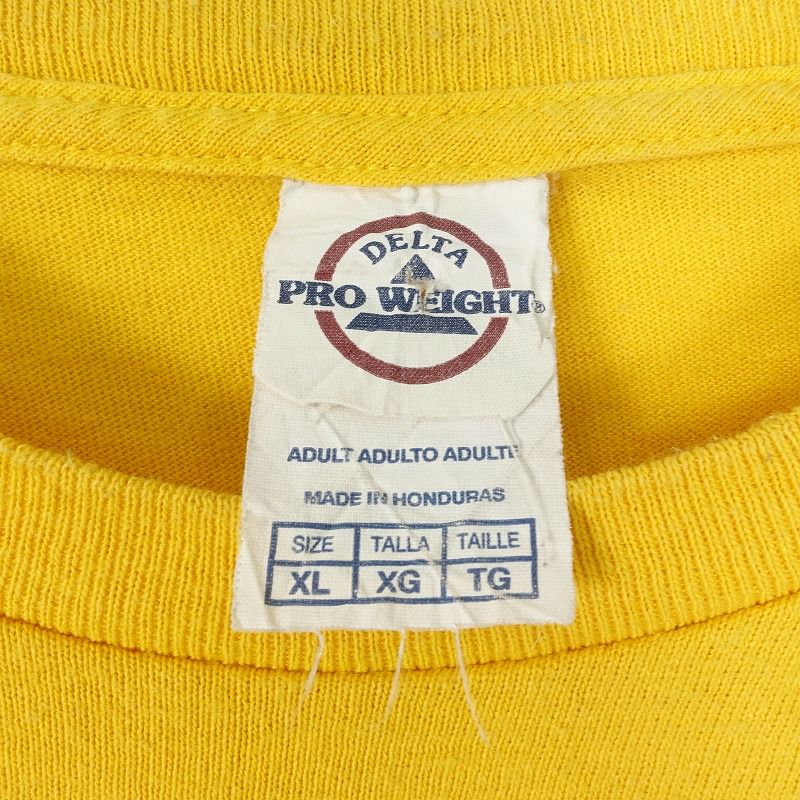 DELTA
PRO WEIGHT®
ADULT ADULTO ADULTE
MADE IN HONDURAS
SIZE TALLA TAILLE
XL XG TG